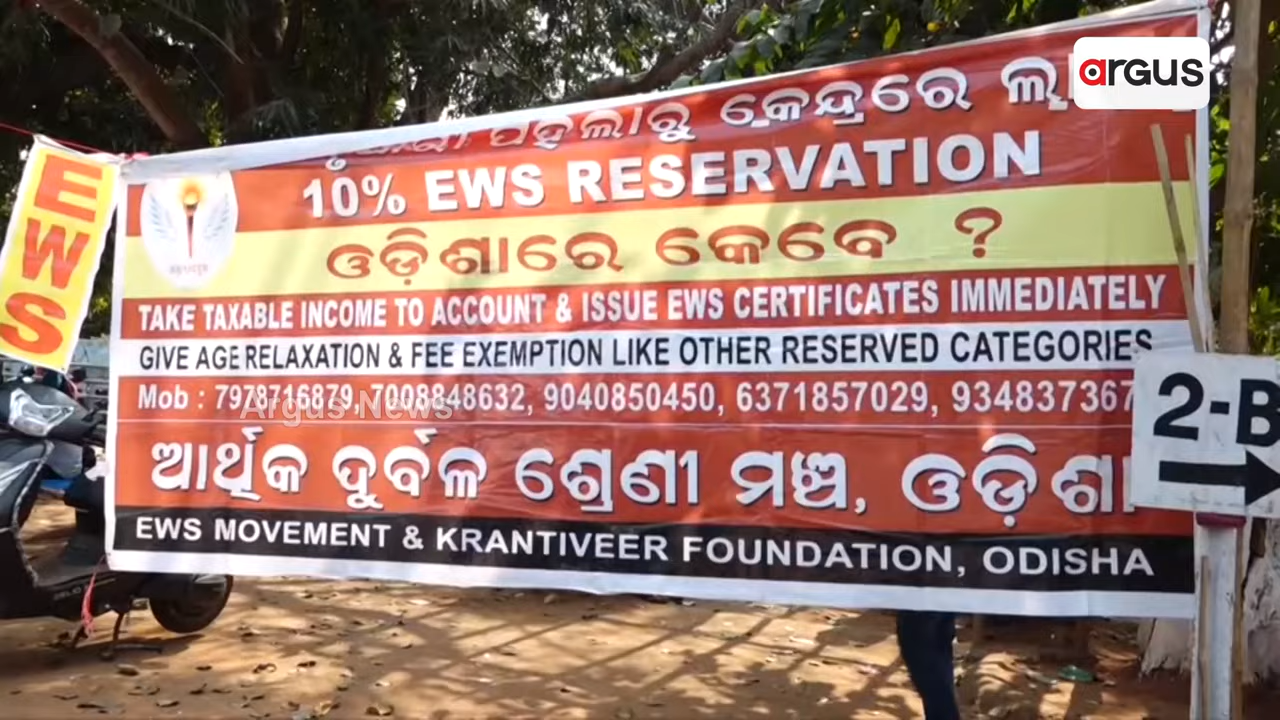 argus
ପହଲାରୁ କେନ୍ଦ୍ରରେ
10% EWS RESERVATION
ଓଡ଼ିଶାରେ କେବେ ?
TAKE TAXABLE INCOME TO ACCOUNT & ISSUE EWS CERTIFICATES IMMEDIATELY
GIVE AGE RELAXATION & FEE EXEMPTION LIKE OTHER RESERVED CATEGORIES
Mob : 7978716879, 7008848632, 9040850450, 6371857029, 934837367
Argus News
ଆର୍ଥିକ ଦୁର୍ବଳ ଶ୍ରେଣୀ ମଞ୍ଚ, ଓଡ଼ିଶା
EWS MOVEMENT & KRANTIVEER FOUNDATION, ODISHA
EWS
2-B